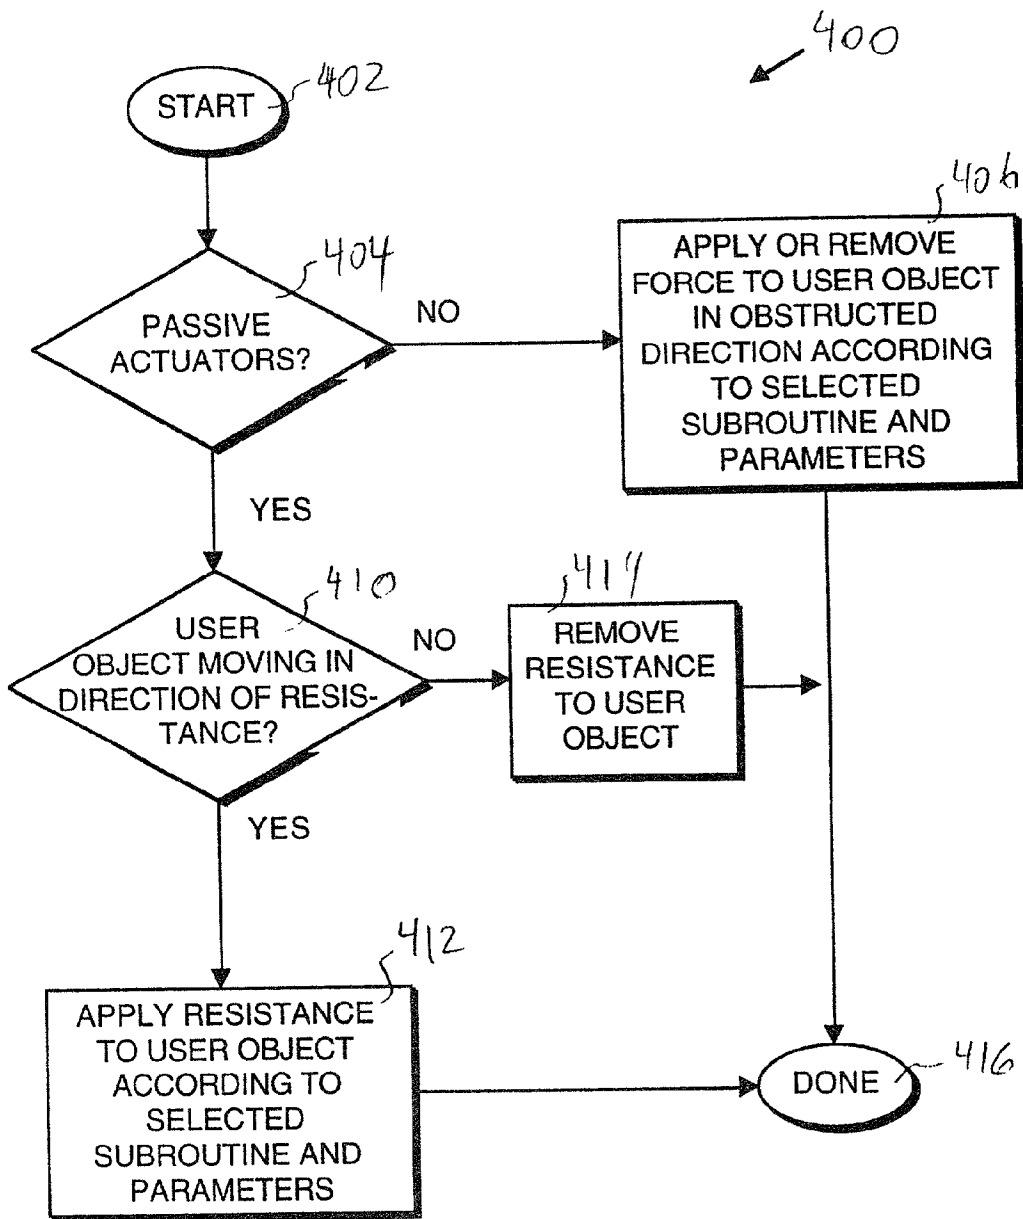 400
START
402
404
PASSIVE
ACTUATORS?
NO
406
APPLY OR REMOVE
FORCE TO USER OBJECT
IN OBSTRUCTED
DIRECTION ACCORDING
TO SELECTED
SUBROUTINE AND
PARAMETERS
YES
410
USER
OBJECT MOVING IN
DIRECTION OF RESIS-
TANCE?
NO
414
REMOVE
RESISTANCE
TO USER
OBJECT
YES
412
APPLY RESISTANCE
TO USER OBJECT
ACCORDING TO
SELECTED
SUBROUTINE AND
PARAMETERS
DONE
416